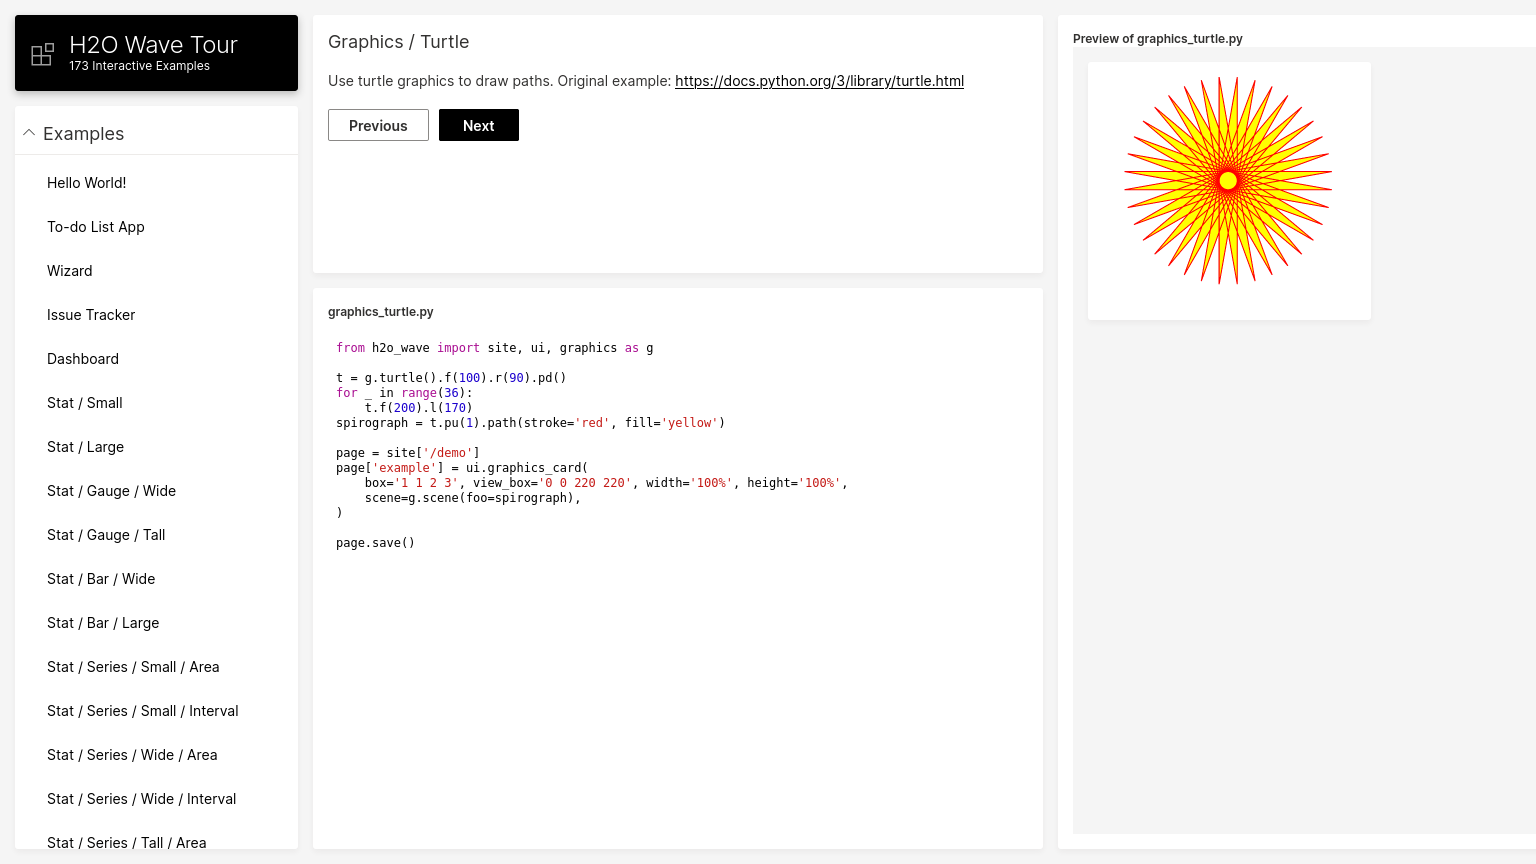 H2O Wave Tour
173 Interactive Examples
Examples
Hello World!
To-do List App
Wizard
Issue Tracker
Dashboard
Stat / Small
Stat / Large
Stat / Gauge / Wide
Stat / Gauge / Tall
Stat / Bar / Wide
Stat / Bar / Large
Stat / Series / Small / Area
Stat / Series / Small / Interval
Stat / Series / Wide / Area
Stat / Series / Wide / Interval
Stat / Series / Tall / Area
Graphics / Turtle
Use turtle graphics to draw paths. Original example: https://docs.python.org/3/library/turtle.html
Previous
Next
graphics_turtle.py
from h2o_wave import site, ui, graphics as g
t = g.turtle().f(100).r(90).pd()
for _ in range(36):
    t.f(200).l(170)
spirograph = t.pu(1).path(stroke='red', fill='yellow')
page = site['/demo']
page['example'] = ui.graphics_card(
    box='1 1 2 3', view_box='0 0 220 220', width='100%', height='100%',
    scene=g.scene(foo=spirograph),
)
page.save()
Preview of graphics_turtle.py